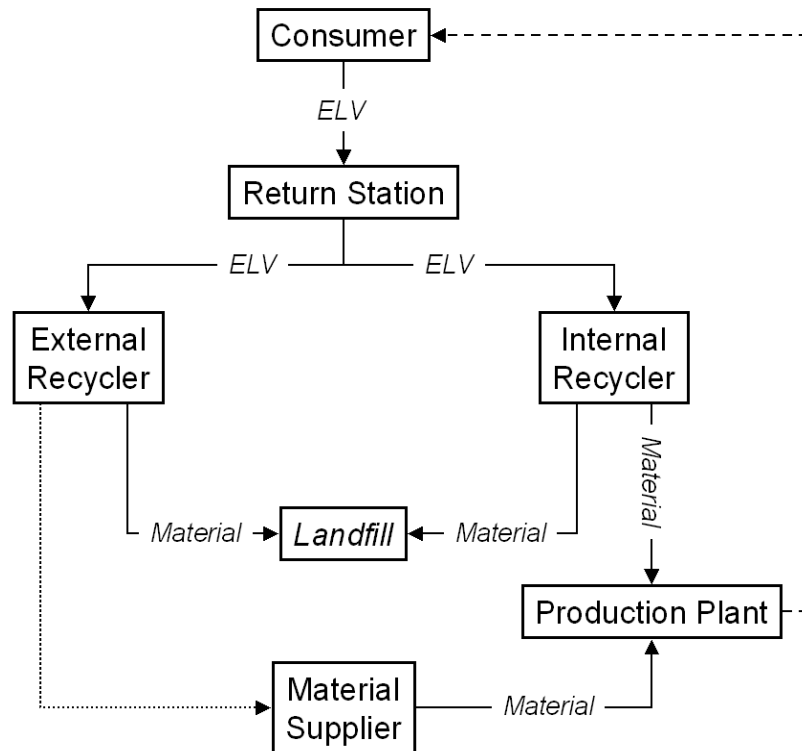 Consumer
ELV
Return Station
ELV
ELV
External
Recycler
Internal
Recycler
Material
Material
Landfill
Material
Production Plant
Material
Supplier
Material